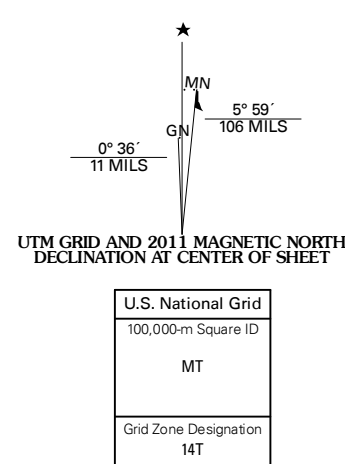 MN
5° 59´
106 MILS
GN
0° 36´
11 MILS
UTM GRID AND 2011 MAGNETIC NORTH
DECLINATION AT CENTER OF SHEET
U.S. National Grid
100,000-m Square ID
MT
Grid Zone Designation
14T